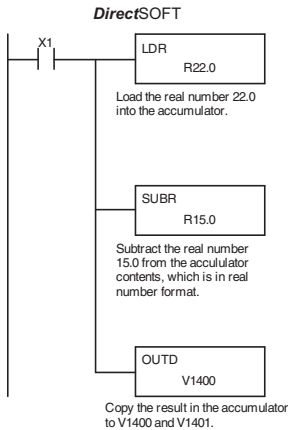 DirectSOFT
X1
LDR
R22.0
Load the real number 22.0
into the accumulator.
SUBR
R15.0
Subtract the real number
15.0 from the accululator
contents, which is in real
number format.
OUTD
V1400
Copy the result in the accumulator
to V1400 and V1401.